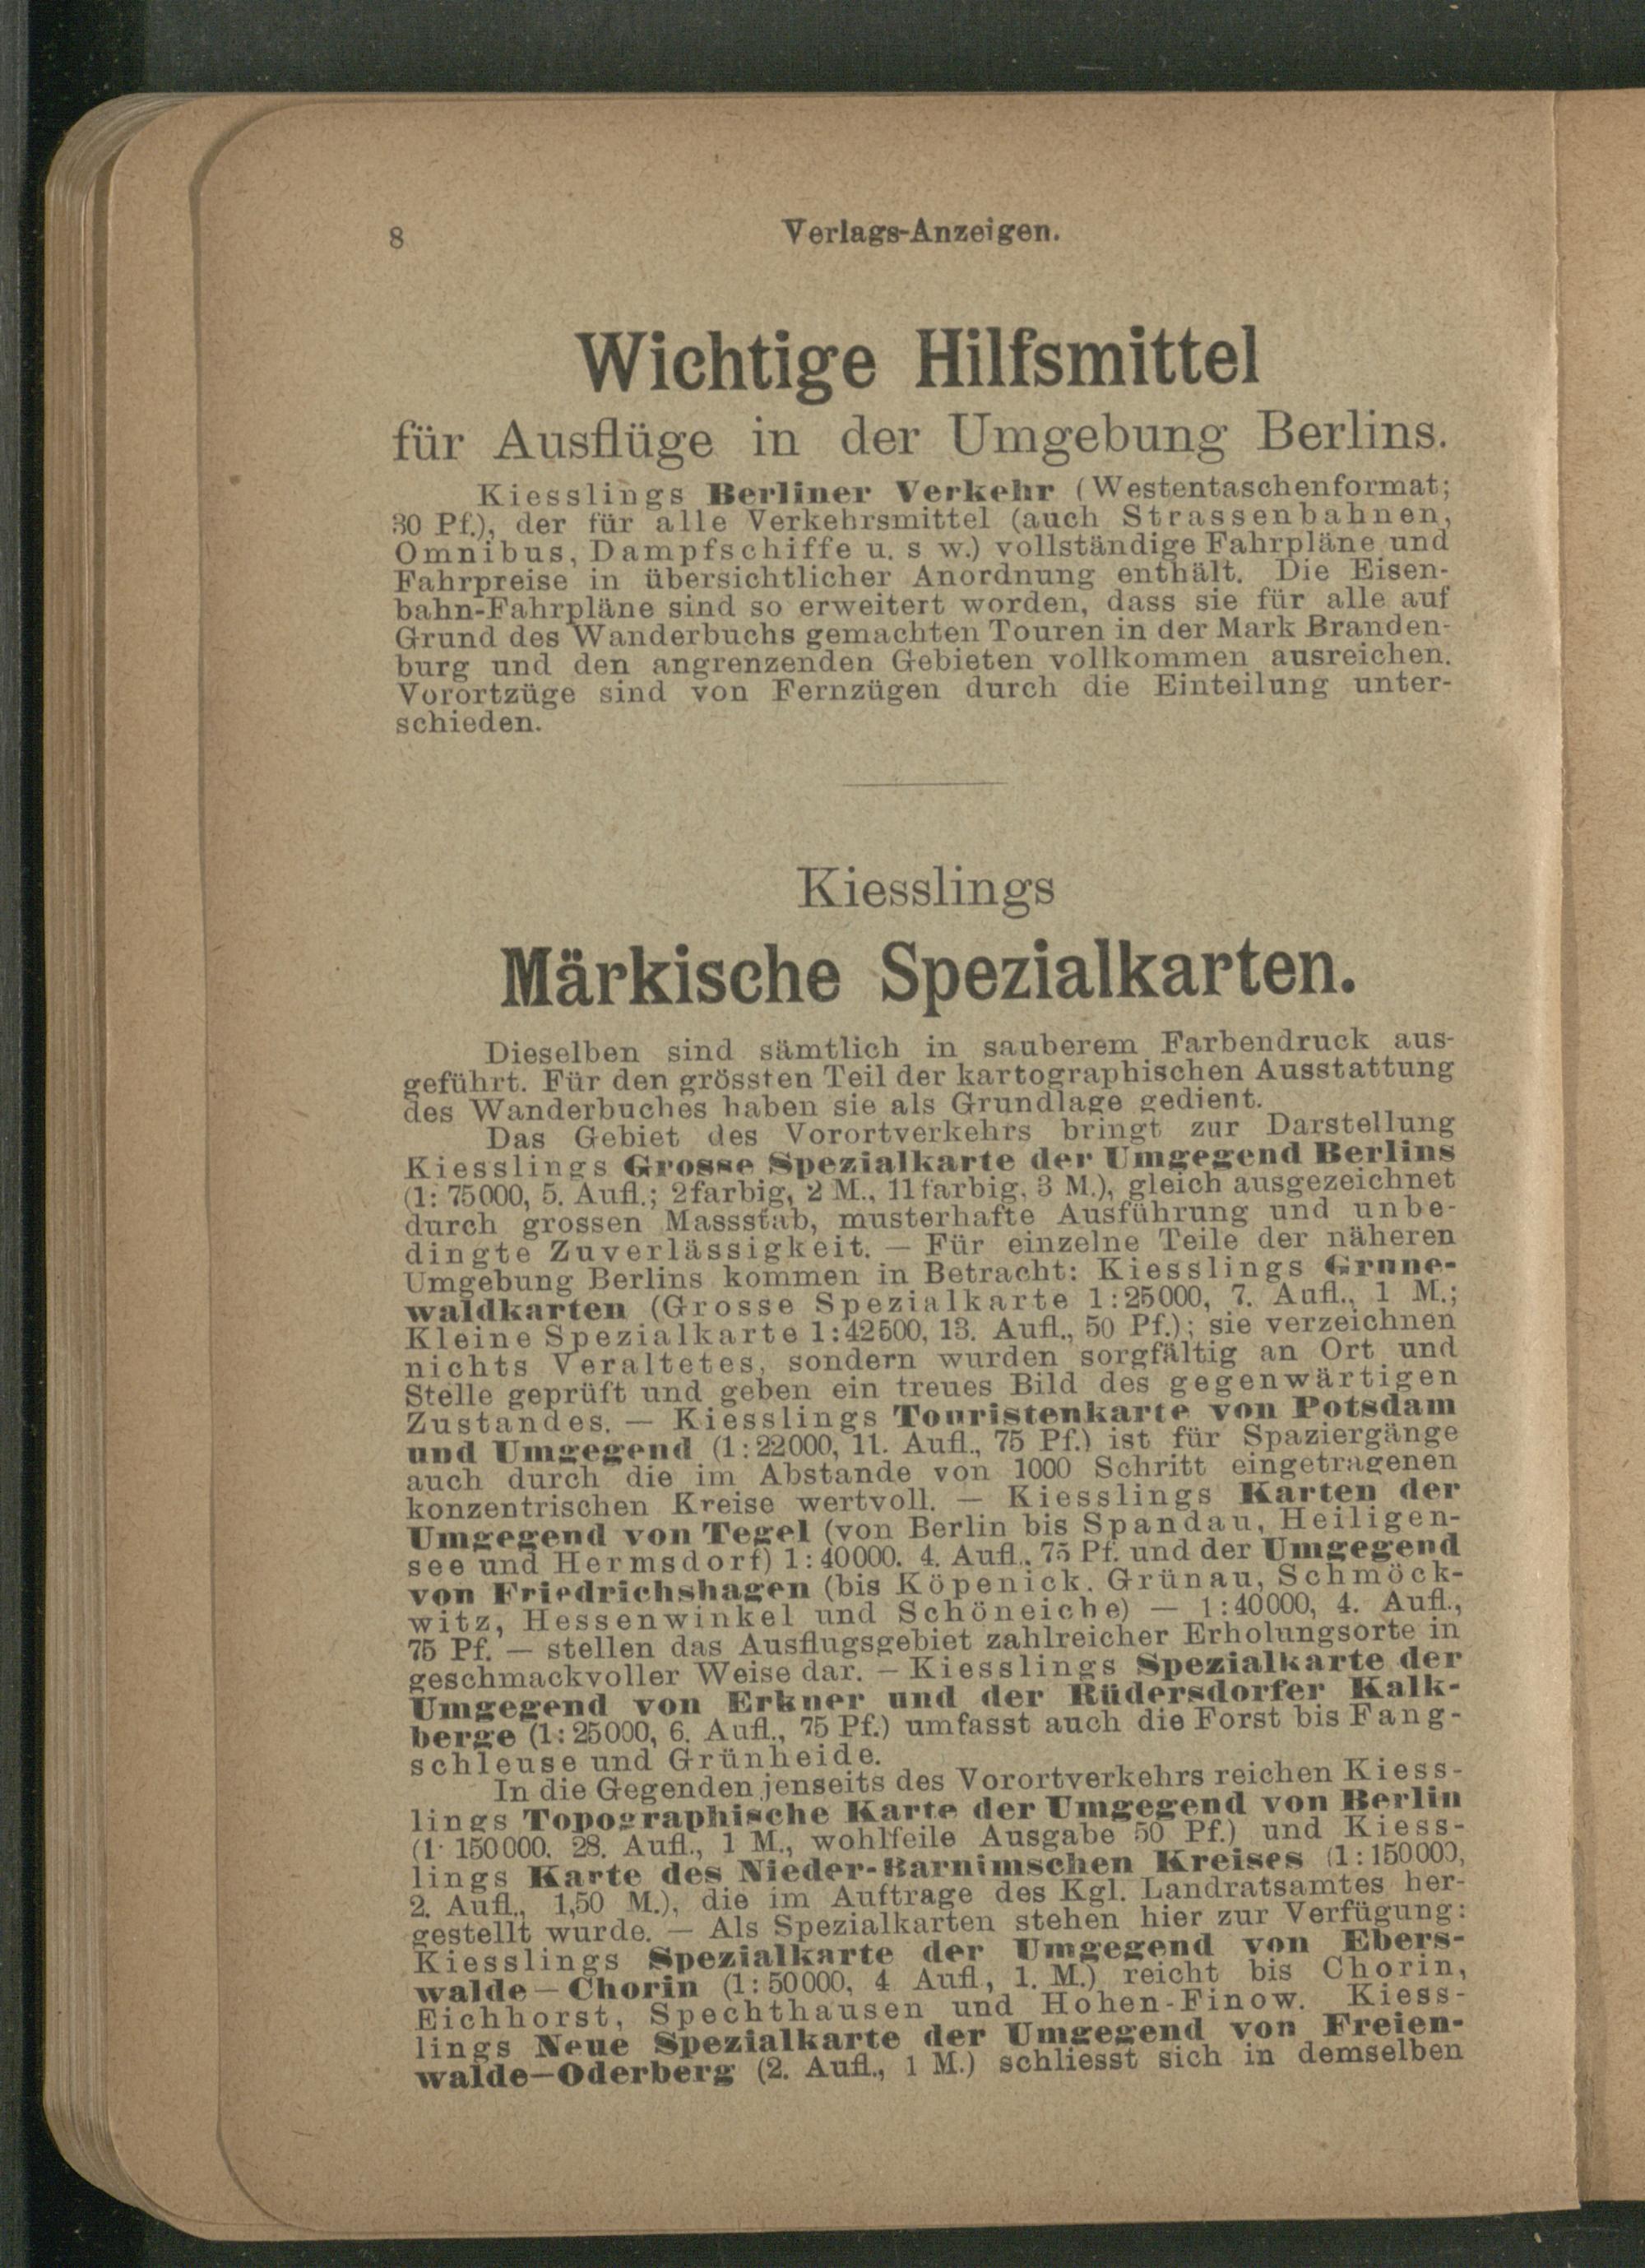 8
Verlags-Anzeigen.
Wichtige Hilfsmittel
für Ausflüge in der Umgebung Berlins.
Kiesslings Berliner Verkehr (Westentaschenformat;
30 Pf.), der für alle Verkehrsmittel (auch Strassenbahnen,
Omnibus, Dampfschiffe u. s w.) vollständige Fahrpläne und
Fahrpreise in übersichtlicher Anordnung enthält. Die Eisen-
bahn-Fahrpläne sind so erweitert worden, dass sie für alle auf
Grund des Wanderbuchs gemachten Touren in der Mark Branden-
burg und den angrenzenden Gebieten vollkommen ausreichen.
Vorortzüge sind von Fernzügen durch die Einteilung unter-
schieden.
Kiesslings
Märkische Spezialkarten.
Dieselben sind sämtlich in sauberem Farbendruck aus-
geführt. Für den grössten Teil der kartographischen Ausstattung
des Wanderbuches haben sie als Grundlage gedient.
Das Gebiet des Vorortverkehrs bringt zur Darstellung
Kiesslings Grosse Spezialkarte der Umgegend Berlins
(1: 75000, 5. Aufl.; 2farbig, 2 M., 11farbig, 3 M.), gleich ausgezeichnet
durch grossen Massstab, musterhafte Ausführung und unbe-
dingte Zuverlässigkeit. — Für einzelne Teile der näheren
Umgebung Berlins kommen in Betracht: Kiesslings Grune-
waldkarten (Grosse Spezialkarte 1:25000, 7. Aufl., 1 M.;
Kleine Spezialkarte 1:42500, 13. Aufl., 50 Pf.); sie verzeichnen
nichts Veraltetes, sondern wurden sorgfältig an Ort und
Stelle geprüft und geben ein treues Bild des gegenwärtigen
Zustandes. — Kiesslings Touristenkarte von Potsdam
und Umgegend (1:22000, 11. Aufl., 75 Pf.) ist für Spaziergänge
auch durch die im Abstande von 1000 Schritt eingetragenen
konzentrischen Kreise wertvoll. — Kiesslings Karten der
Umgegend von Tegel (von Berlin bis Spandau, Heiligen-
see und Hermsdorf) 1:40000. 4. Aufl., 75 Pf. und der Umgegend
von Friedrichshagen (bis Köpenick. Grünau, Schmöck-
witz, Hessenwinkel und Schöneiche) — 1:40000, 4. Aufl.,
75 Pf. — stellen das Ausflugsgebiet zahlreicher Erholungsorte in
geschmackvoller Weise dar. — Kiesslings Spezialkarte der
Umgegend von Erkner und der Rüdersdorfer Kalk-
berge (1:25000, 6. Aufl., 75 Pf.) umfasst auch die Forst bis Fang-
schleuse und Grünheide.
In die Gegenden jenseits des Vorortverkehrs reichen Kiess-
lings Topographische Karte der Umgegend von Berlin
(1: 150000. 28. Aufl., 1 M., wohlfeile Ausgabe 50 Pf.) und Kiess-
lings Karte des Nieder-Barnimschen Kreises (1:150000,
2. Aufl., 1,50 M.), die im Auftrage des Kgl. Landratsamtes her-
gestellt wurde. — Als Spezialkarten stehen hier zur Verfügung:
Kiesslings Spezialkarte der Umgegend von Ebers-
walde—Chorin (1:50000, 4 Aufl., 1. M.) reicht bis Chorin,
Eichhorst, Spechthausen und Hohen-Finow. Kiess-
lings Neue Spezialkarte der Umgegend von Freien-
walde—Oderberg (2. Aufl., 1 M.) schliesst sich in demselben